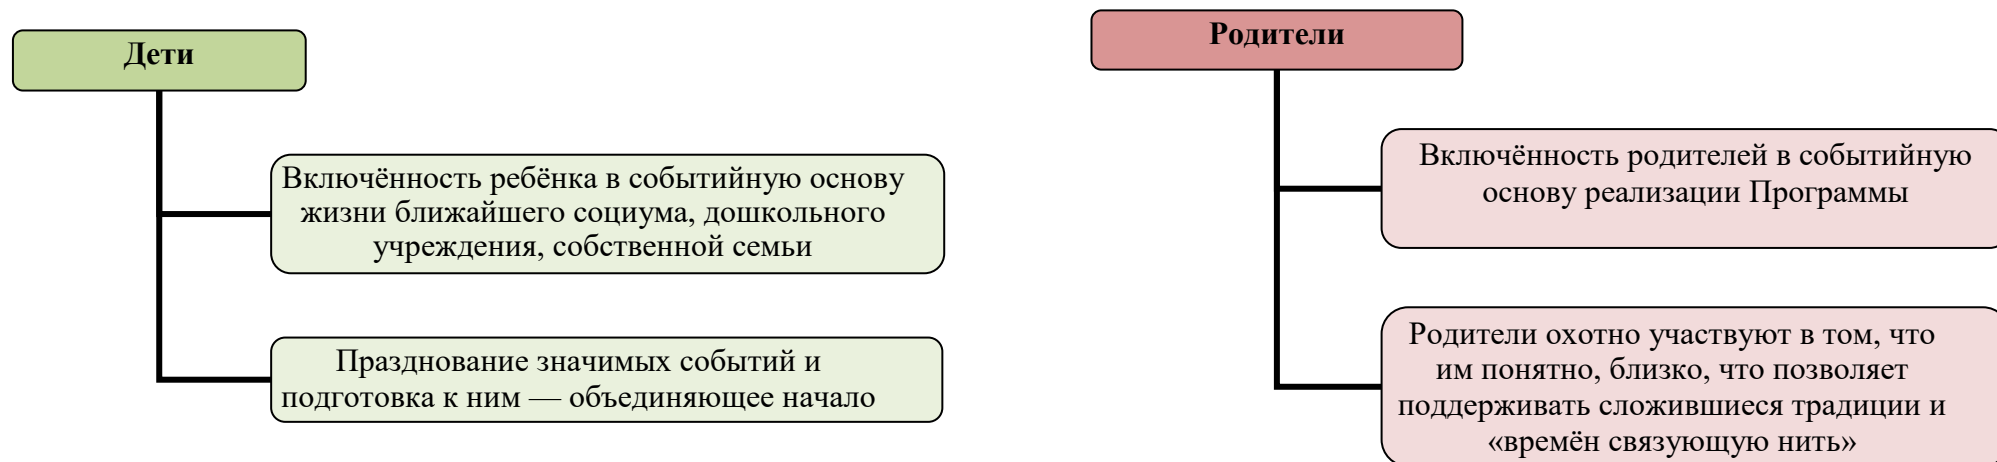 Дети
Включённость ребёнка в событийную основу
жизни ближайшего социума, дошкольного
учреждения, собственной семьи
Празднование значимых событий и
подготовка к ним — объединяющее начало
Родители
Включённость родителей в событийную
основу реализации Программы
Родители охотно участвуют в том, что
им понятно, близко, что позволяет
поддерживать сложившиеся традиции и
«времён связующую нить»